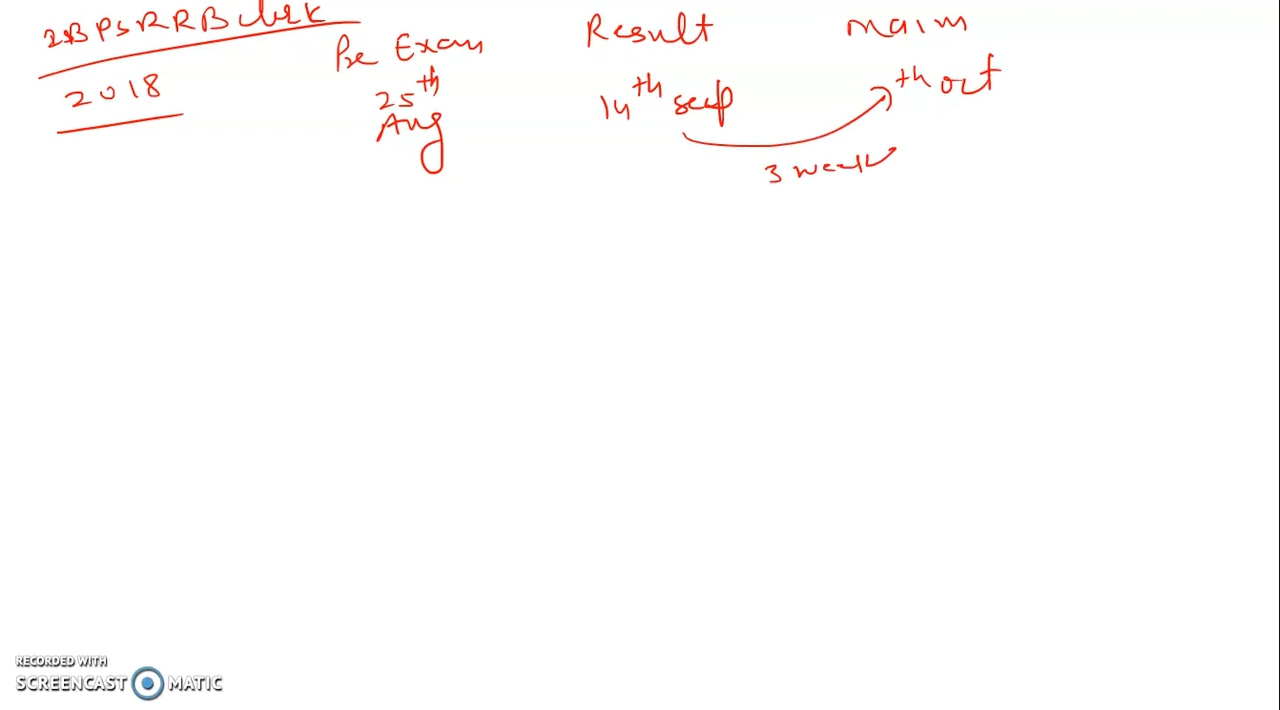 IBPS RRB Clerk
2018
Pre Exam
25th
Aug
Result
14th Sep
Main
7th Oct
3 week
RECORDED WITH
SCREENCAST MATIC